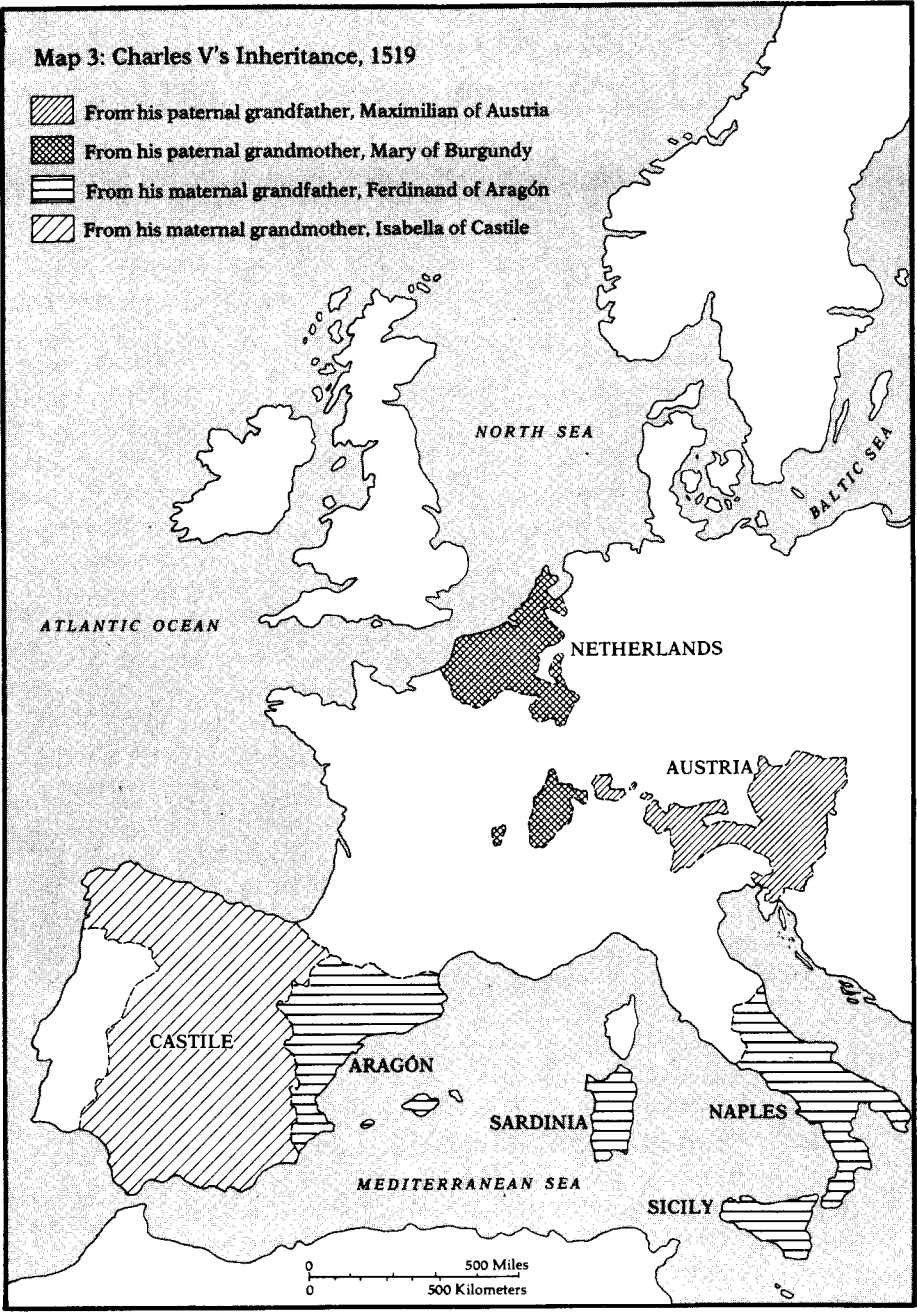 Map 3: Charles V's Inheritance, 1519
From his paternal grandfather, Maximilian of Austria
From his paternal grandmother, Mary of Burgundy
From his maternal grandfather, Ferdinand of Aragón
From his maternal grandmother, Isabella of Castile
NORTH SEA
BALTIC SEA
ATLANTIC OCEAN
NETHERLANDS
AUSTRIA
CASTILE
ARAGÓN
SARDINIA
NAPLES
MEDITERRANEAN SEA
SICILY
0 500 Miles
0 500 Kilometers